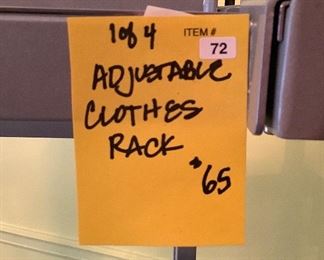 1 of 4 ITEM # 72
ADJUSTABLE
CLOTHES
RACK
$65